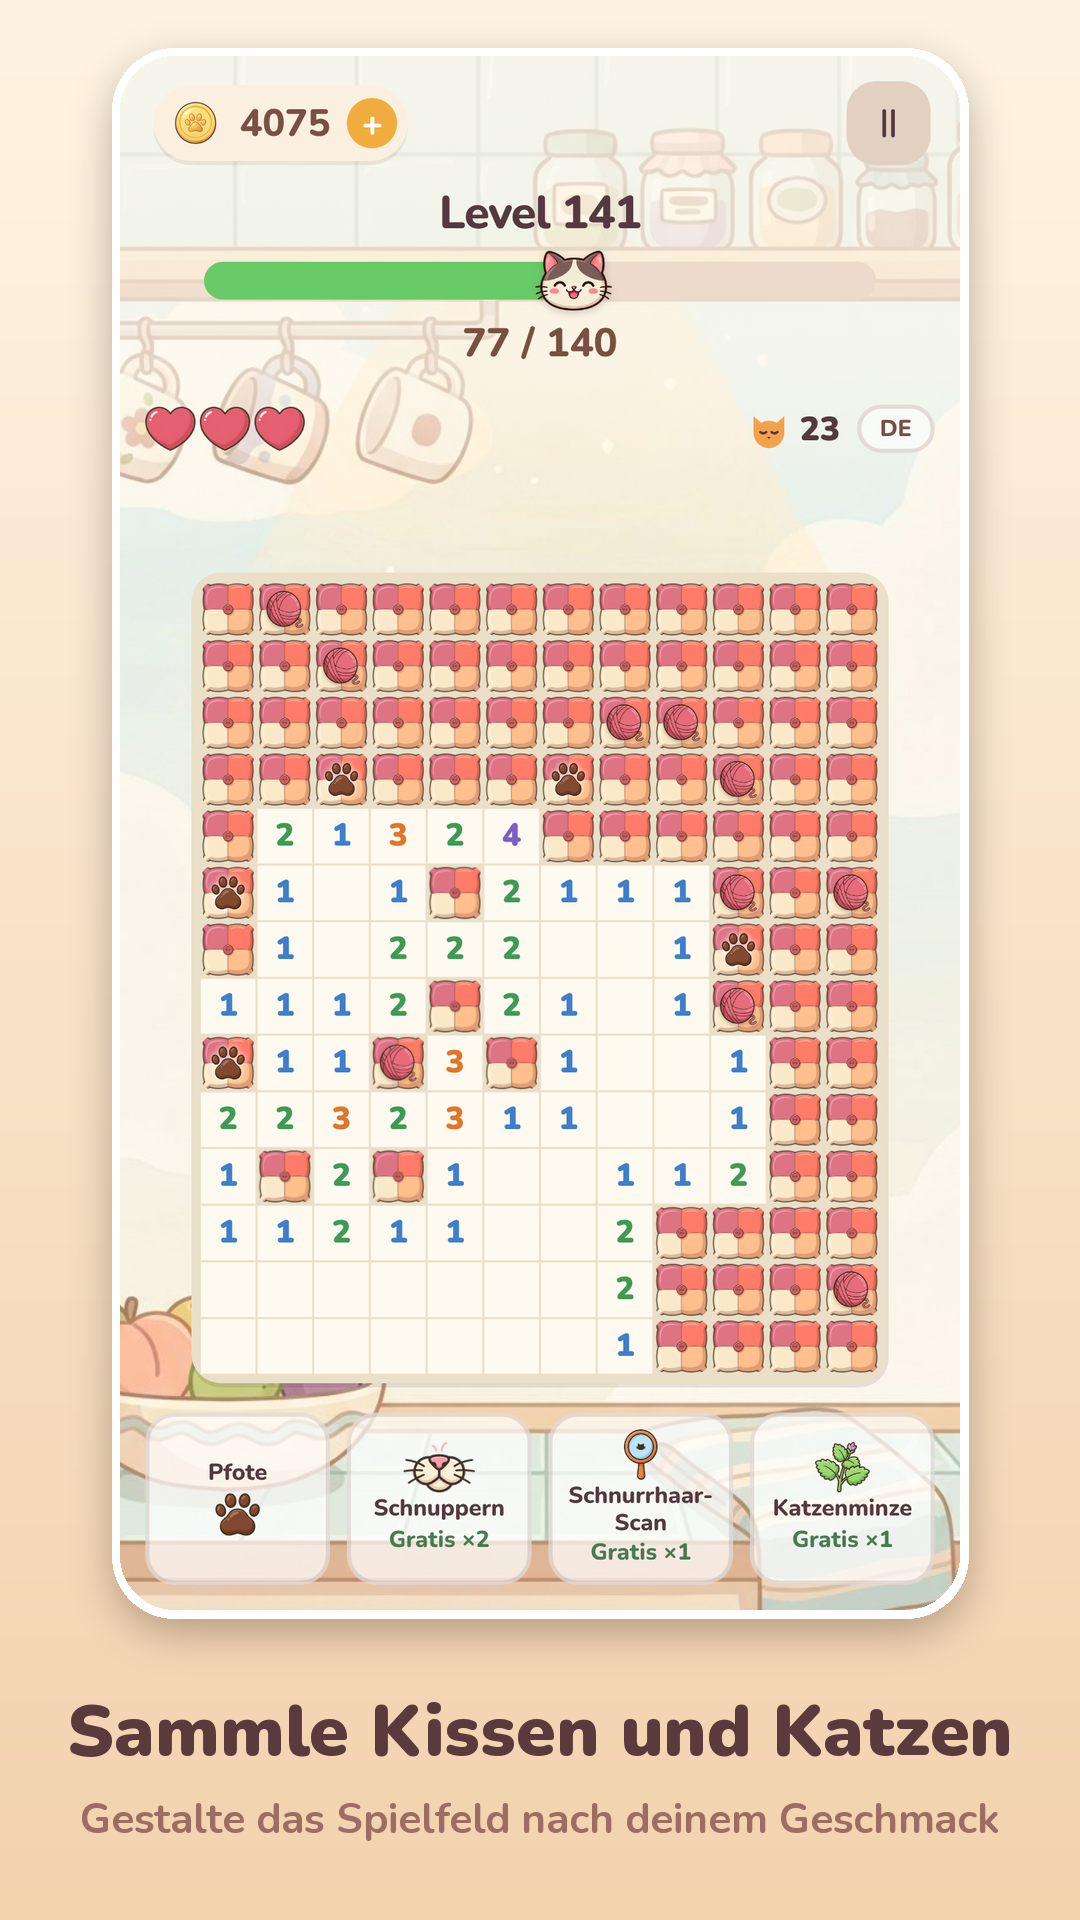 4075 +
Level 141
77 / 140
23 DE
2 1 3 2 4
1 1 2 1 1 1
1 2 2 2 1
1 1 1 2 2 1 1
1 1 3 1 1
2 2 3 2 3 1 1 1
1 2 1 1 1 2
1 1 2 1 1 2
2
1
Pfote
Schnuppern
Gratis ×2
Schnurrhaar-
Scan
Gratis ×1
Katzenminze
Gratis ×1
Sammle Kissen und Katzen
Gestalte das Spielfeld nach deinem Geschmack